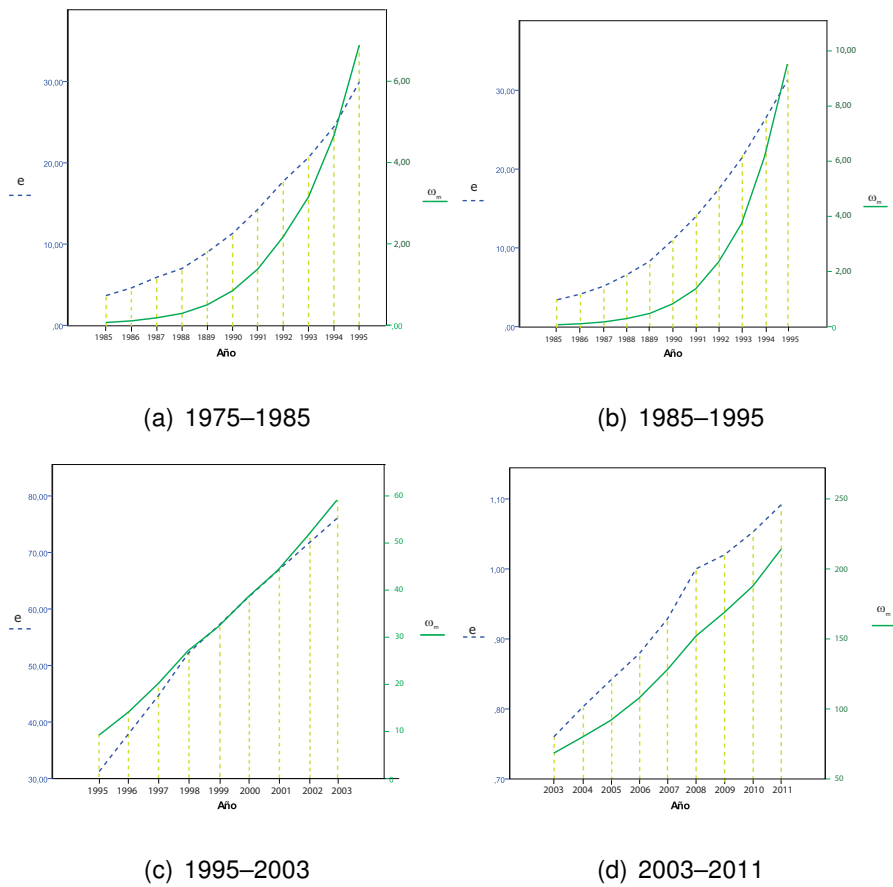 30,00
20,00
10,00
,00
e
6,00
4,00
2,00
,00
ωm
1985 1986 1987 1988 1889 1990 1991 1992 1993 1994 1995
Año
(a) 1975–1985
30,00
20,00
10,00
,00
e
10,00
8,00
6,00
4,00
2,00
0
ωm
1985 1986 1987 1988 1889 1990 1991 1992 1993 1994 1995
Año
(b) 1985–1995
80,00
70,00
60,00
50,00
40,00
30,00
e
60
50
40
30
20
10
0
ωm
1995 1996 1997 1998 1999 2000 2001 2002 2003
Año
(c) 1995–2003
1,10
1,00
,90
,80
,70
e
250
200
150
100
50
ωm
2003 2004 2005 2006 2007 2008 2009 2010 2011
Año
(d) 2003–2011